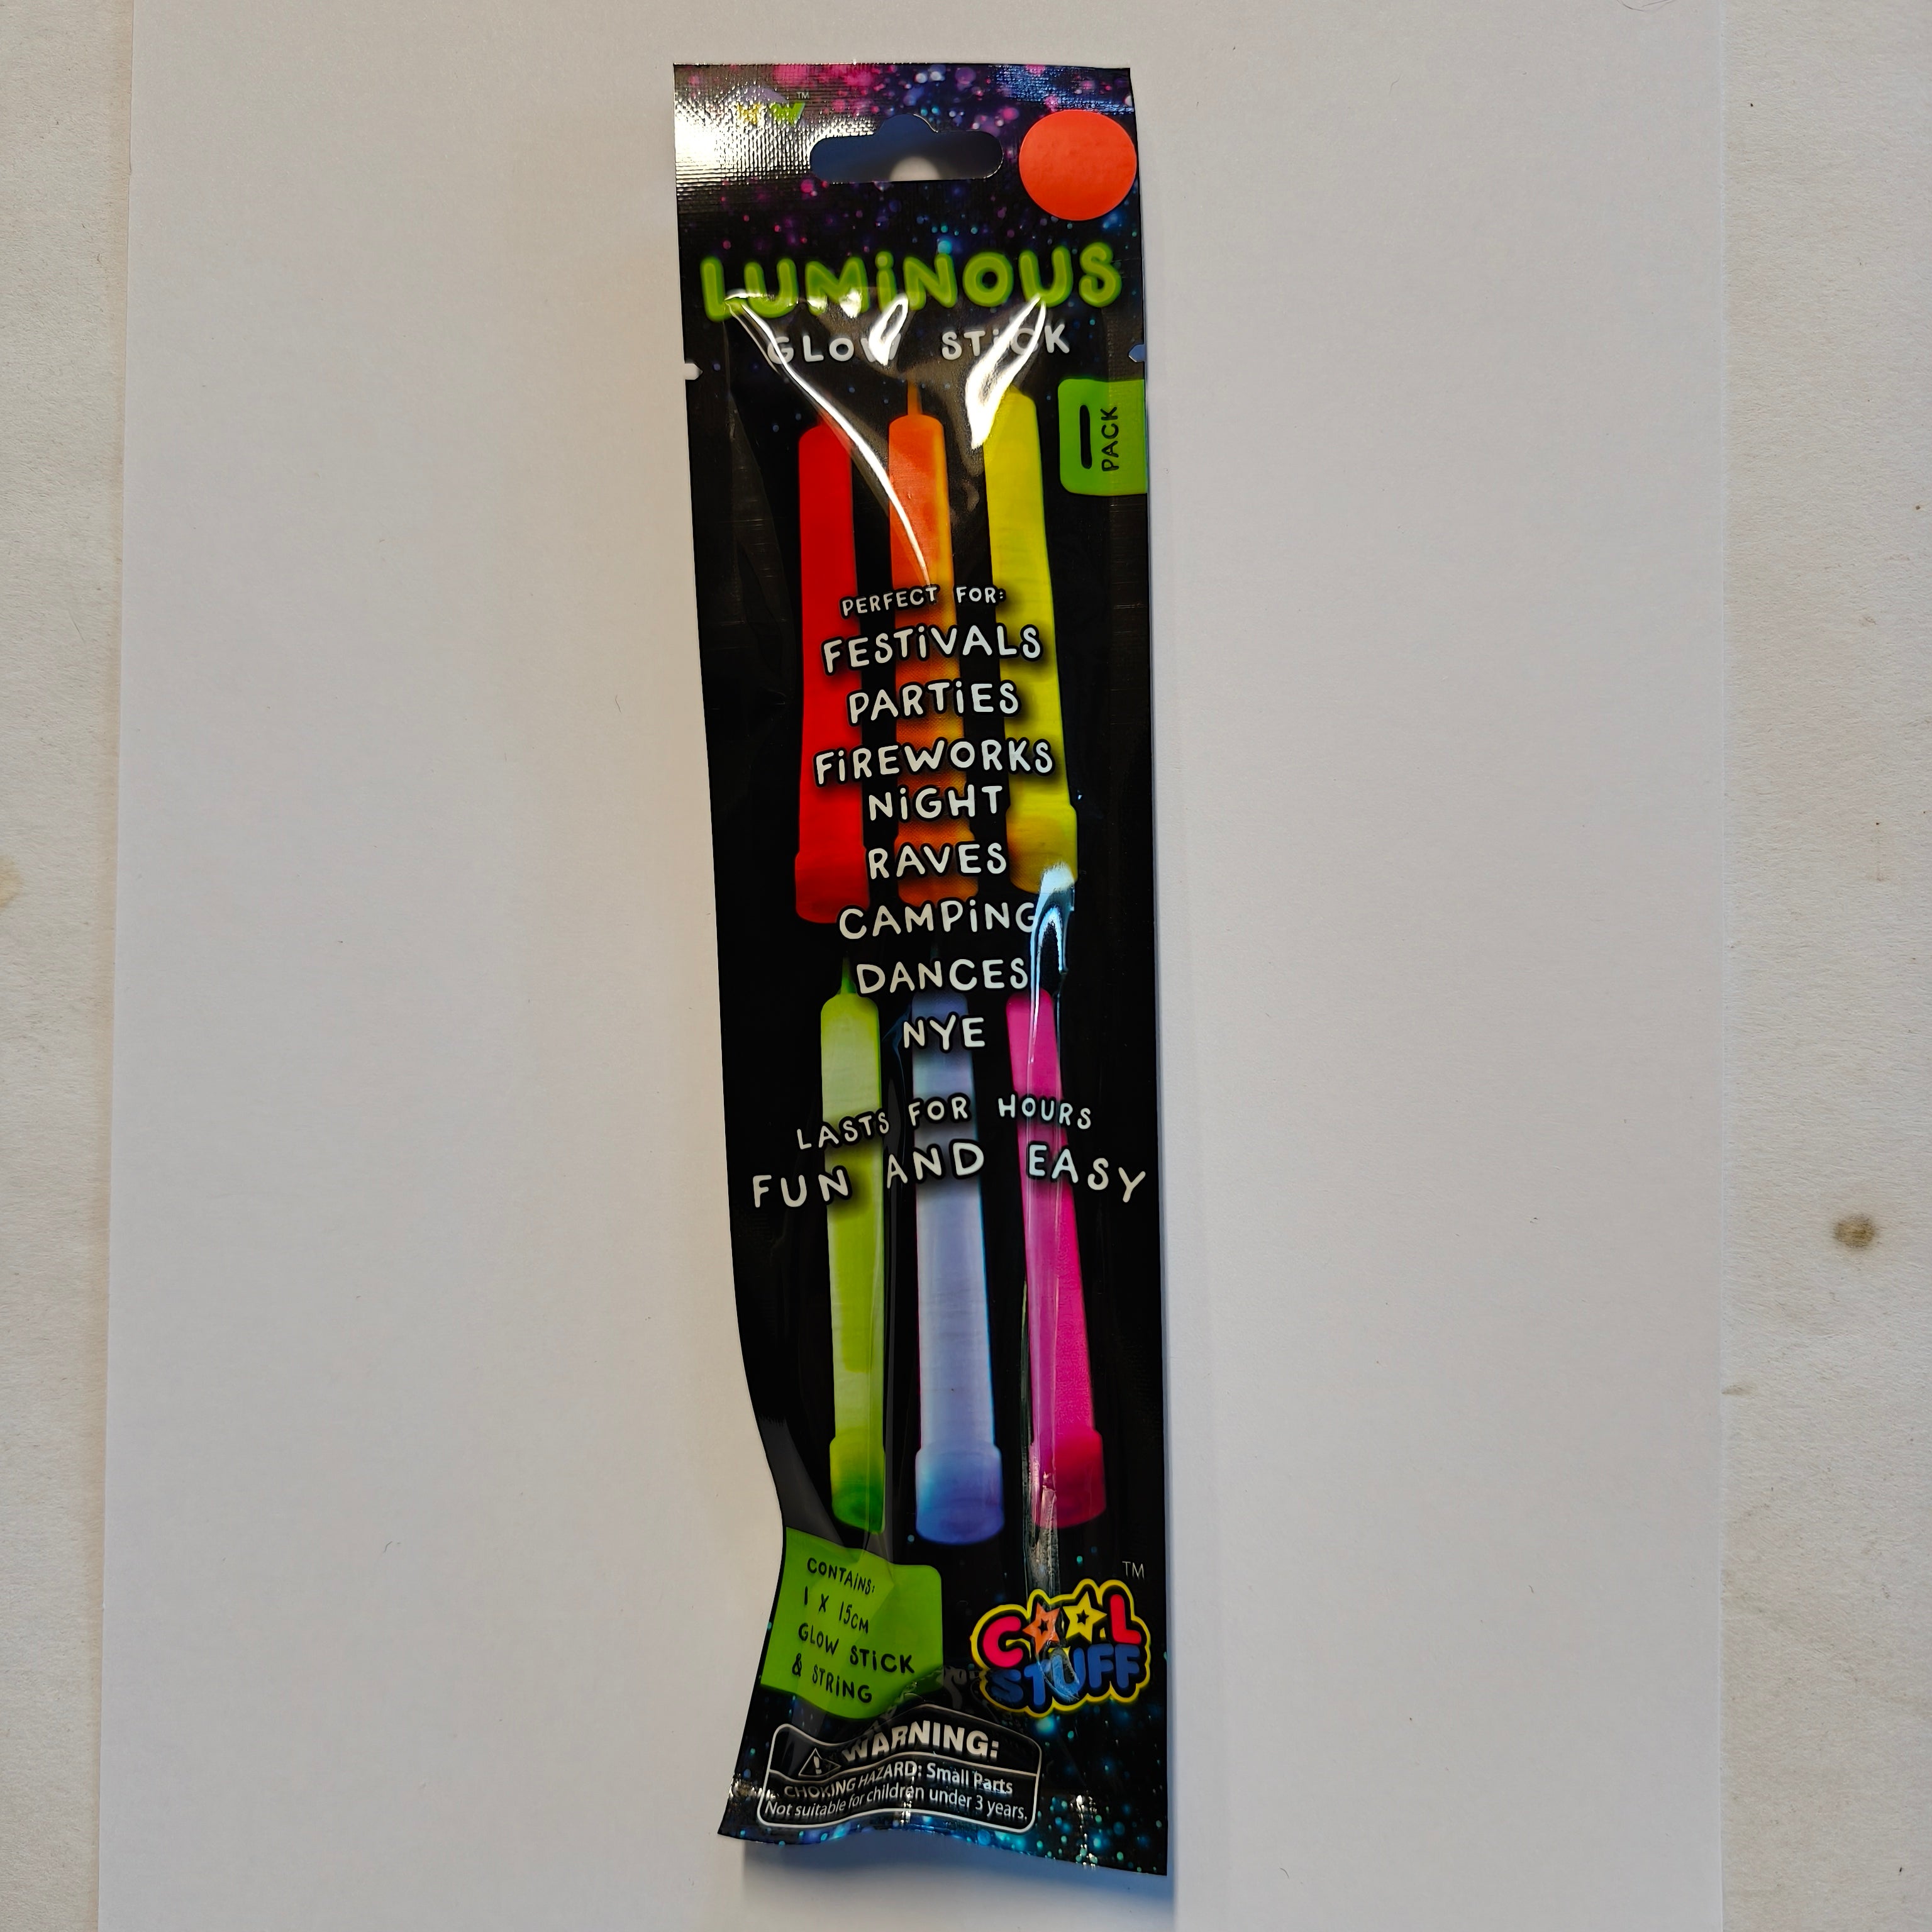 ™
LUMiNOUS
GLOW STiCK
1 PACK
PERFECT FOR:
FESTiVALS
PARTiES
FiREWORKS
NiGHT
RAVES
CAMPiNG
DANCES
NYE
LASTS FOR HOURS
FUN AND EASY
CONTAiNS:
1 X 15CM
GLOW STiCK
& STRiNG
™
COOL
STUFF
WARNING:
CHOKING HAZARD: Small Parts
Not suitable for children under 3 years.